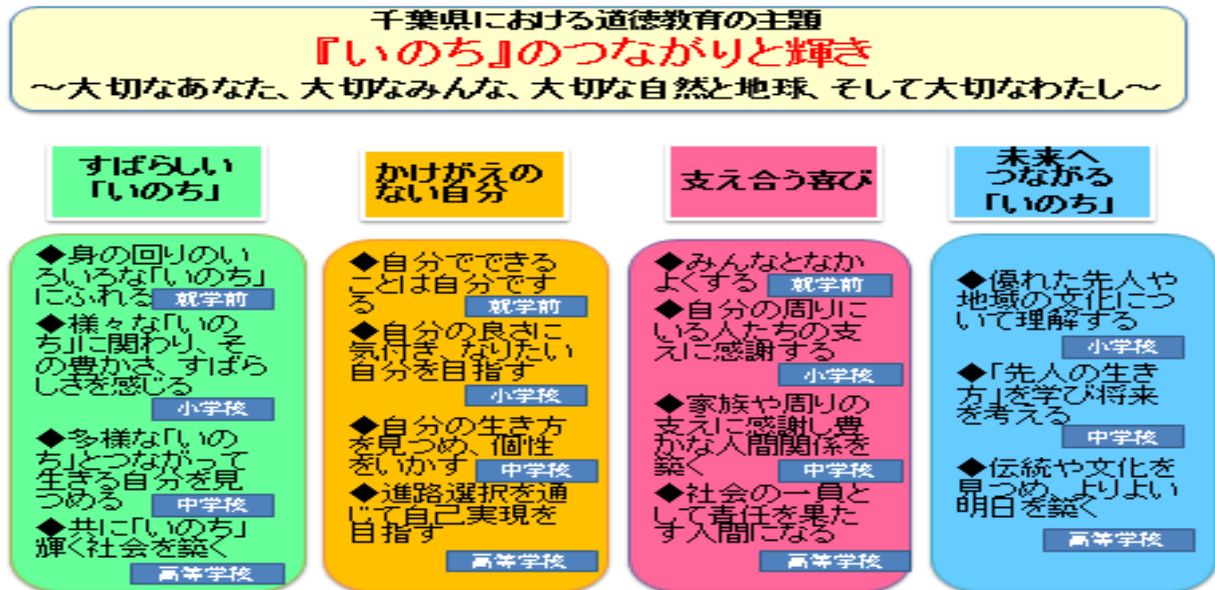 千葉県における道徳教育の主題
『いのち』のつながりと輝き
～大切なあなた、大切なみんな、大切な自然と地球、そして大切なわたし～
すばらしい
「いのち」
◆身の回りのい
ろいろな「いのち」
にふれる 就学前
◆様々な「いの
ち」に関わり、そ
の豊かさ、すばら
しさを感じる
小学校
◆多様な「いの
ち」とつながって
生きる自分を見
つめる 中学校
◆共に「いのち」
輝く社会を築く
高等学校
かけがえの
ない自分
◆自分でできる
ことは自分です
る 就学前
◆自分の良さに
気付き、なりたい
自分を目指す
小学校
◆自分の生き方
を見つめ、個性
をいかす 中学校
◆進路選択を通
じて自己実現を
目指す
高等学校
支え合う喜び
◆みんなとなか
よくする 就学前
◆自分の周りに
いる人たちの支
えに感謝する
小学校
◆家族や周りの
支えに感謝し豊
かな人間関係を
築く 中学校
◆社会の一員と
して責任を果た
す人間になる
高等学校
未来へ
つながる
「いのち」
◆優れた先人や
地域の文化につ
いて理解する
小学校
◆「先人の生き
方」を学び将来
を考える
中学校
◆伝統や文化を
見つめ、よりよい
明日を築く
高等学校